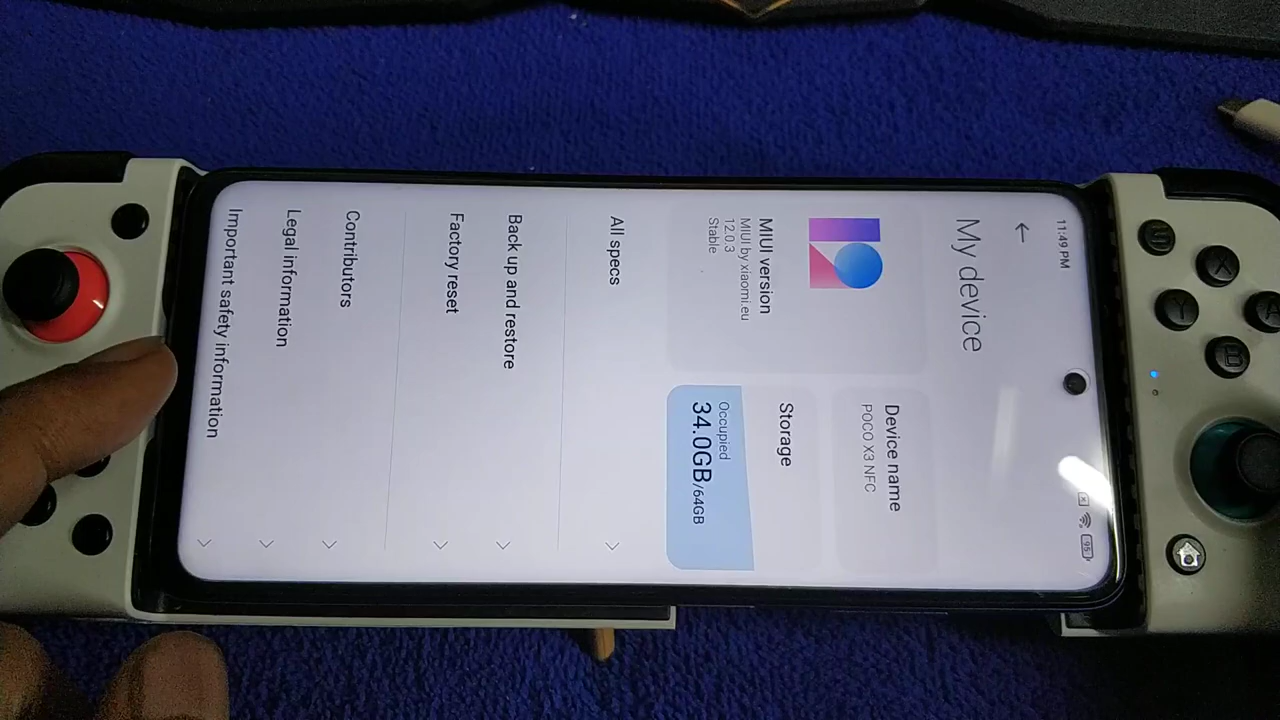 11:49 PM
95
My device
MIUI version
MIUI by xiaomi.eu
12.0.3
Stable
Device name
POCO X3 NFC
Storage
Occupied
34.0GB/64GB
All specs
Back up and restore
Factory reset
Contributors
Legal information
Important safety information
X
Y
A